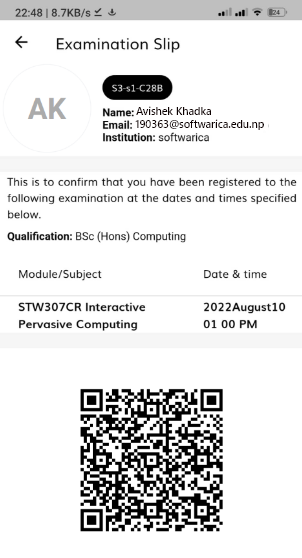 22:48 | 8.7KB/s
24
Examination Slip
AK
S3-s1-C28B
Name: Avishek Khadka
Email: 190363@softwarica.edu.np
Institution: softwarica
This is to confirm that you have been registered to the
following examination at the dates and times specified
below.
Qualification: BSc (Hons) Computing
Module/Subject Date & time
STW307CR Interactive 2022August10
Pervasive Computing 01 00 PM